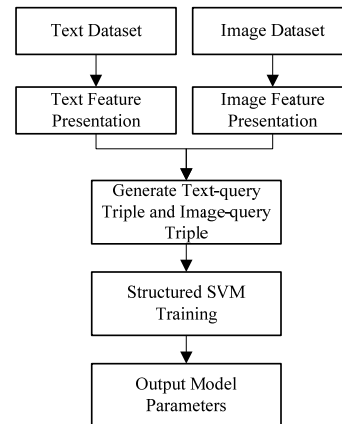 Text Dataset
Image Dataset
Text Feature
Presentation
Image Feature
Presentation
Generate Text-query
Triple and Image-query
Triple
Structured SVM
Training
Output Model
Parameters